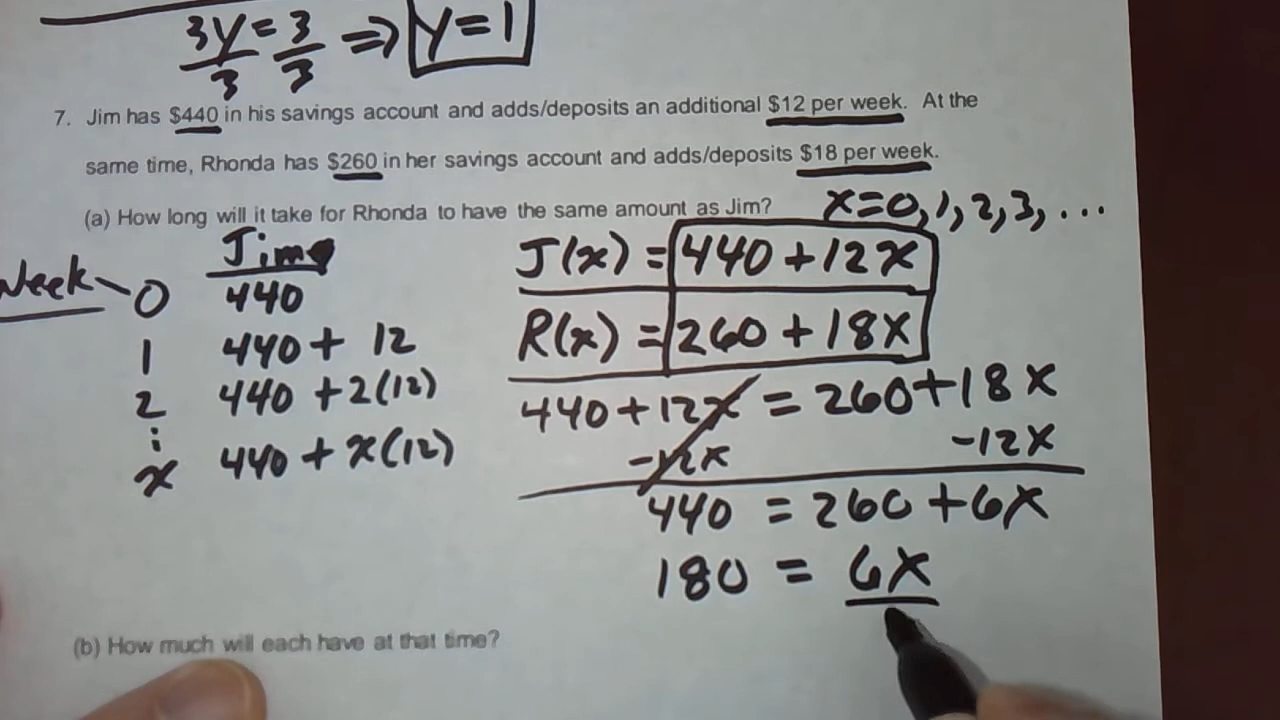 3y = 3 ⇒ y = 1
3 3
7. Jim has $440 in his savings account and adds/deposits an additional $12 per week. At the
same time, Rhonda has $260 in her savings account and adds/deposits $18 per week.
(a) How long will it take for Rhonda to have the same amount as Jim?
x=0,1,2,3,...
Jim
Week 0 440
1 440 + 12
2 440 + 2(12)
⋮
x 440 + x(12)
J(x) = 440 + 12x
R(x) = 260 + 18x
440 + 12x = 260 + 18x
-12x -12x
440 = 260 + 6x
180 = 6x
(b) How much will each have at that time?